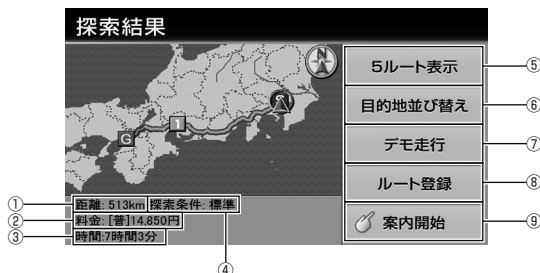 探索結果
N
G
1
5ルート表示
目的地並び替え
デモ走行
ルート登録
案内開始
距離: 513km 探索条件: 標準
料金: [普]14,850円
時間:7時間3分
①
②
③
④
⑤
⑥
⑦
⑧
⑨